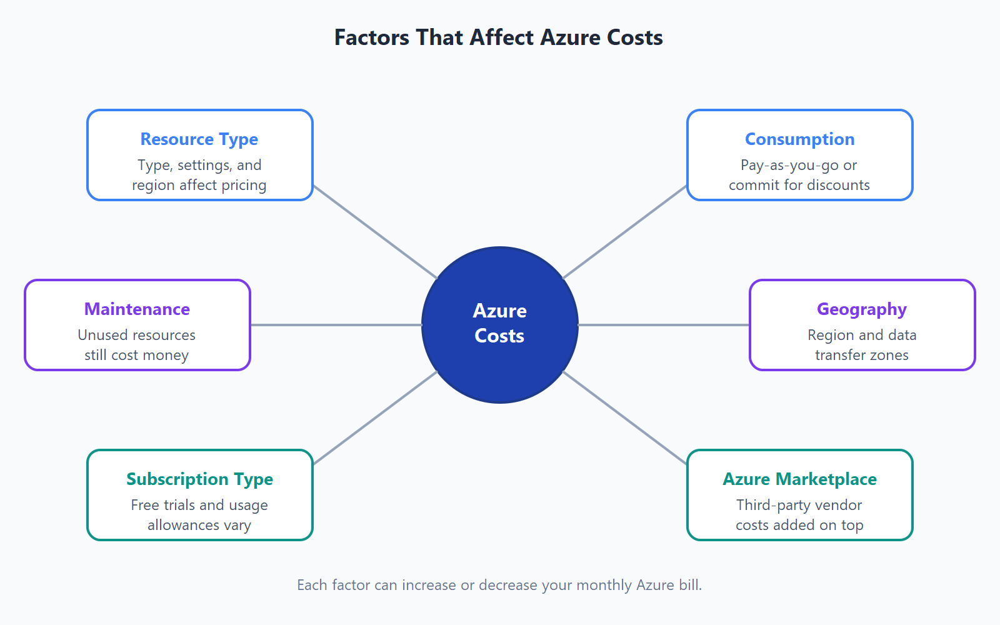 Factors That Affect Azure Costs
Resource Type
Type, settings, and
region affect pricing
Consumption
Pay-as-you-go or
commit for discounts
Maintenance
Unused resources
still cost money
Azure
Costs
Geography
Region and data
transfer zones
Subscription Type
Free trials and usage
allowances vary
Azure Marketplace
Third-party vendor
costs added on top
Each factor can increase or decrease your monthly Azure bill.